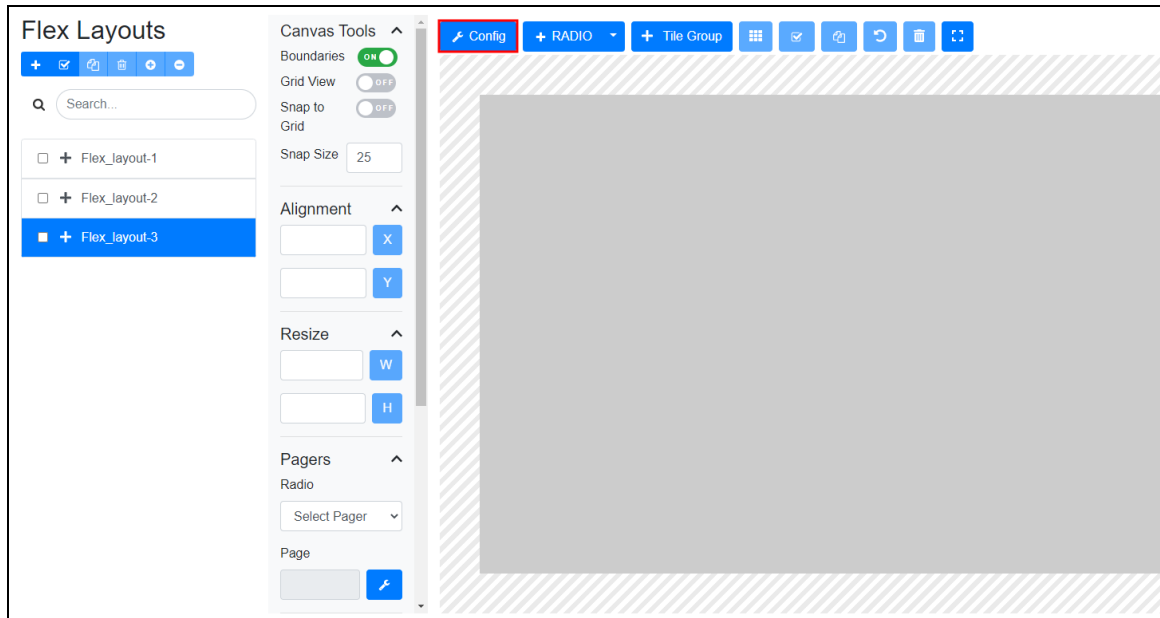 Flex Layouts
Search...
Flex_layout-1
Flex_layout-2
Flex_layout-3
Canvas Tools
Boundaries ON
Grid View OFF
Snap to Grid OFF
Snap Size 25
Alignment
X
Y
Resize
W
H
Pagers
Radio
Select Pager
Page
Config + RADIO + Tile Group